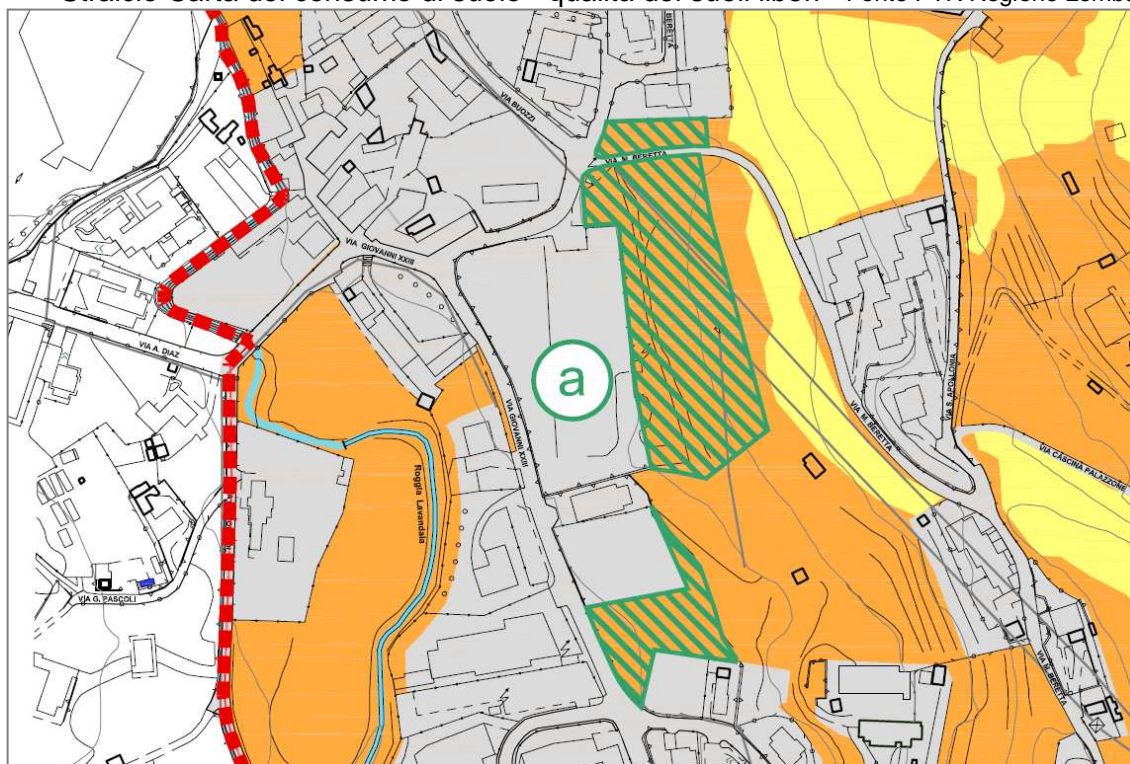 Stralcio Carta del consumo di suolo - qualità dei suoli liberi - Fonte PTR Regione Lomba
BERETTA
VIA BUOZZI
VIA M. BERETTA
VIA GIOVANNI XXIII
VIA A. DIAZ
a
VIA GIOVANNI XXIII
VIA M. BERETTA
VIA S. APOLLONIA
VIA CASCINA PALAZZONE
Roggia Lavandaia
VIA G. PASCOLI
VIA M. BERETTA